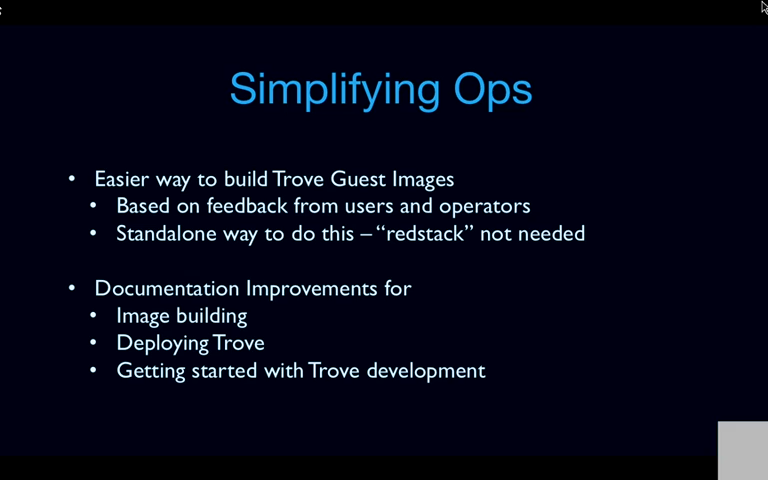 Simplifying Ops
• Easier way to build Trove Guest Images
• Based on feedback from users and operators
• Standalone way to do this – “redstack” not needed
• Documentation Improvements for
• Image building
• Deploying Trove
• Getting started with Trove development